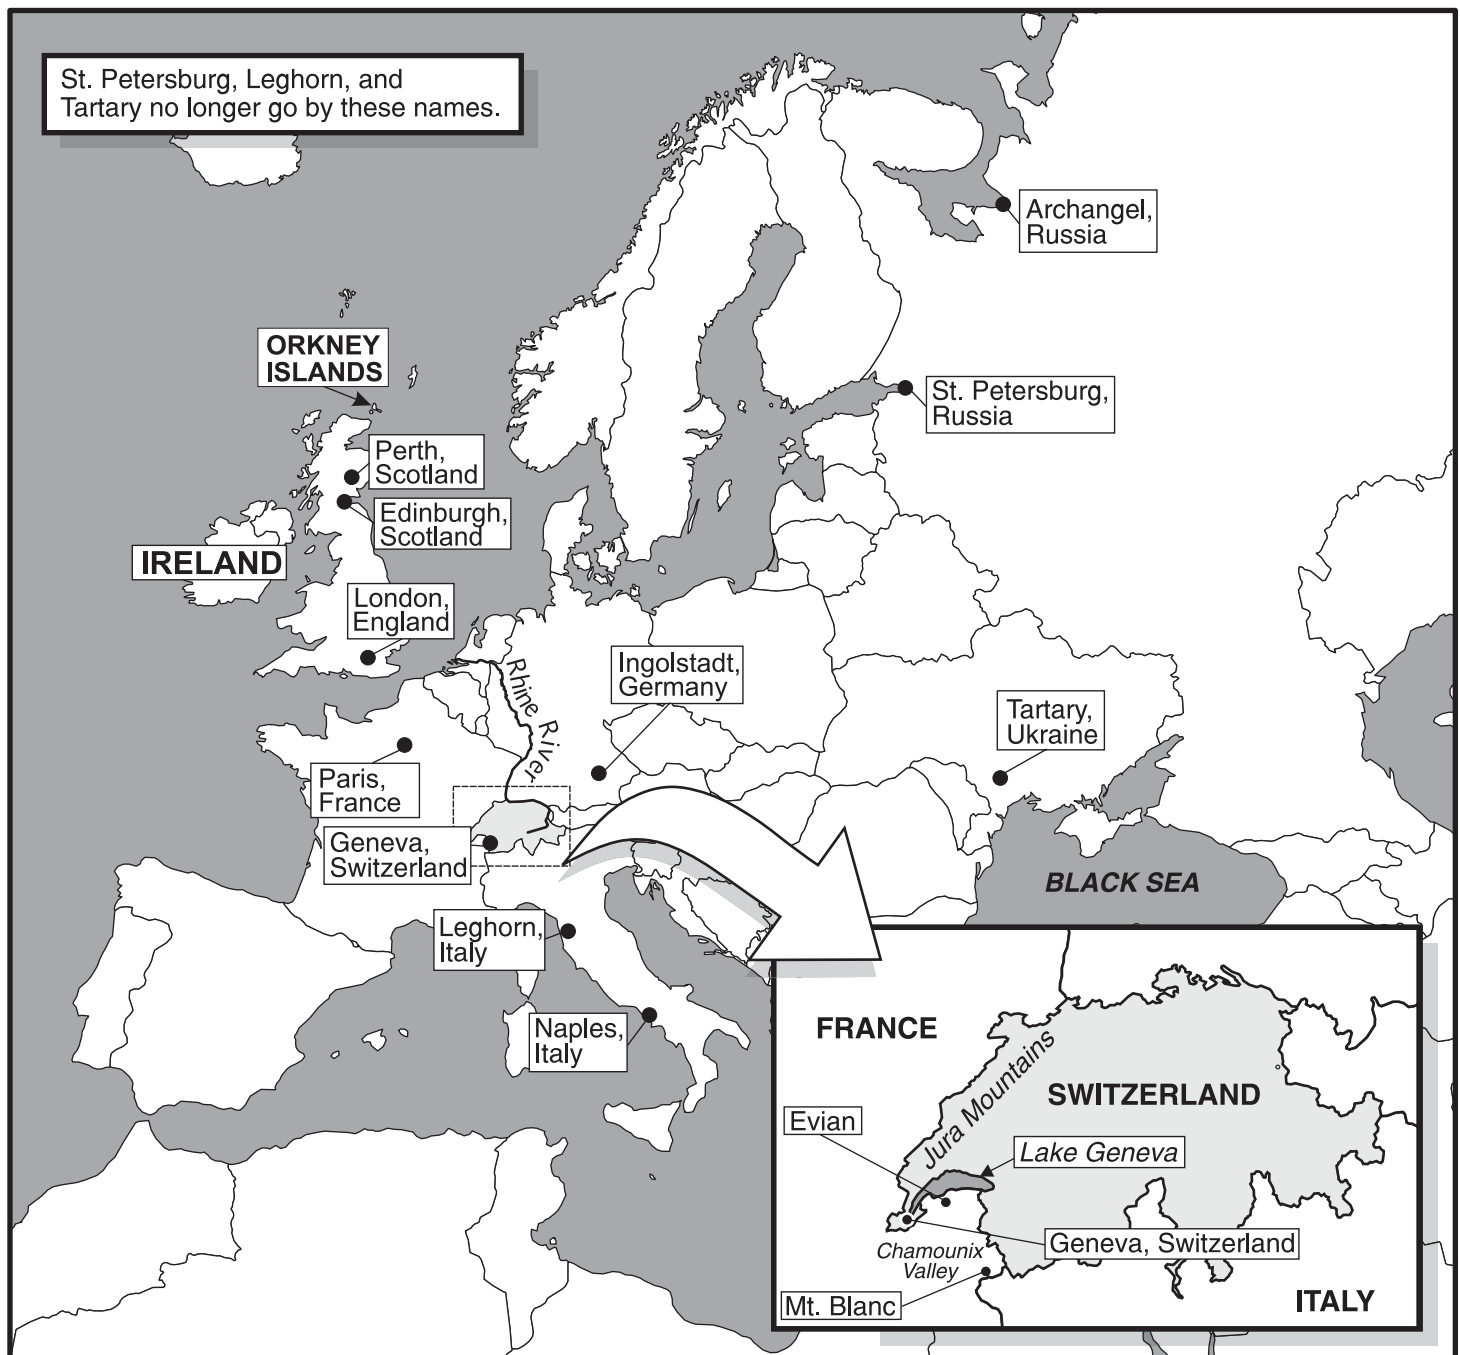 St. Petersburg, Leghorn, and
Tartary no longer go by these names.
Archangel,
Russia
ORKNEY
ISLANDS
St. Petersburg,
Russia
Perth,
Scotland
Edinburgh,
Scotland
IRELAND
London,
England
Rhine River
Ingolstadt,
Germany
Tartary,
Ukraine
Paris,
France
Geneva,
Switzerland
BLACK SEA
Leghorn,
Italy
Naples,
Italy
FRANCE
Jura Mountains
SWITZERLAND
Evian
Lake Geneva
Geneva, Switzerland
Chamounix
Valley
Mt. Blanc
ITALY